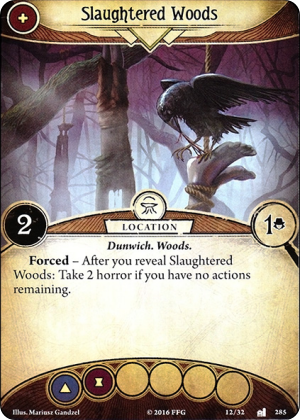 Slaughtered Woods
2
LOCATION
1
Dunwich. Woods.
Forced – After you reveal Slaughtered
Woods: Take 2 horror if you have no actions
remaining.
Illus. Mariusz Gandzel
© 2016 FFG
12/32
285